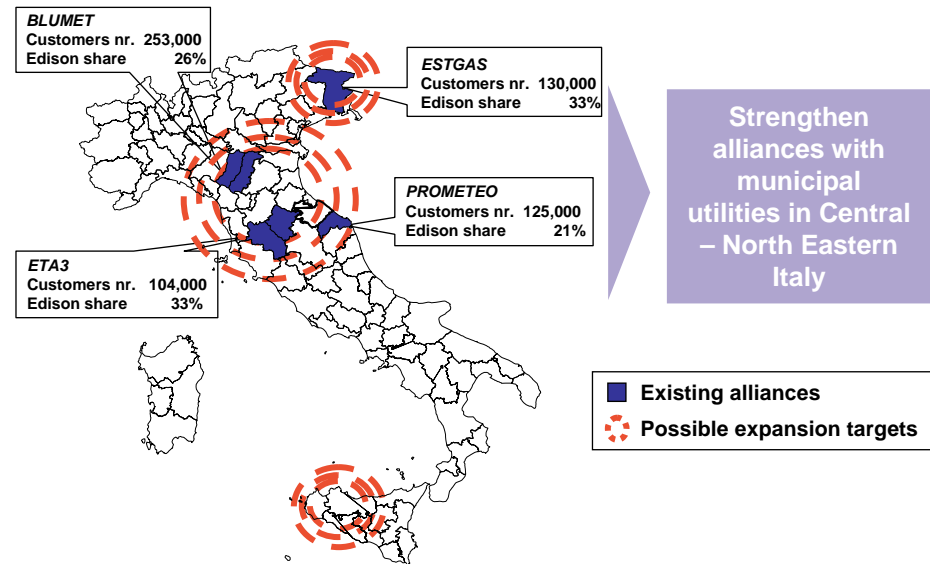 BLUMET
Customers nr. 253,000
Edison share 26%
ESTGAS
Customers nr. 130,000
Edison share 33%
PROMETEO
Customers nr. 125,000
Edison share 21%
ETA3
Customers nr. 104,000
Edison share 33%
Strengthen
alliances with
municipal
utilities in Central
– North Eastern
Italy
Existing alliances
Possible expansion targets